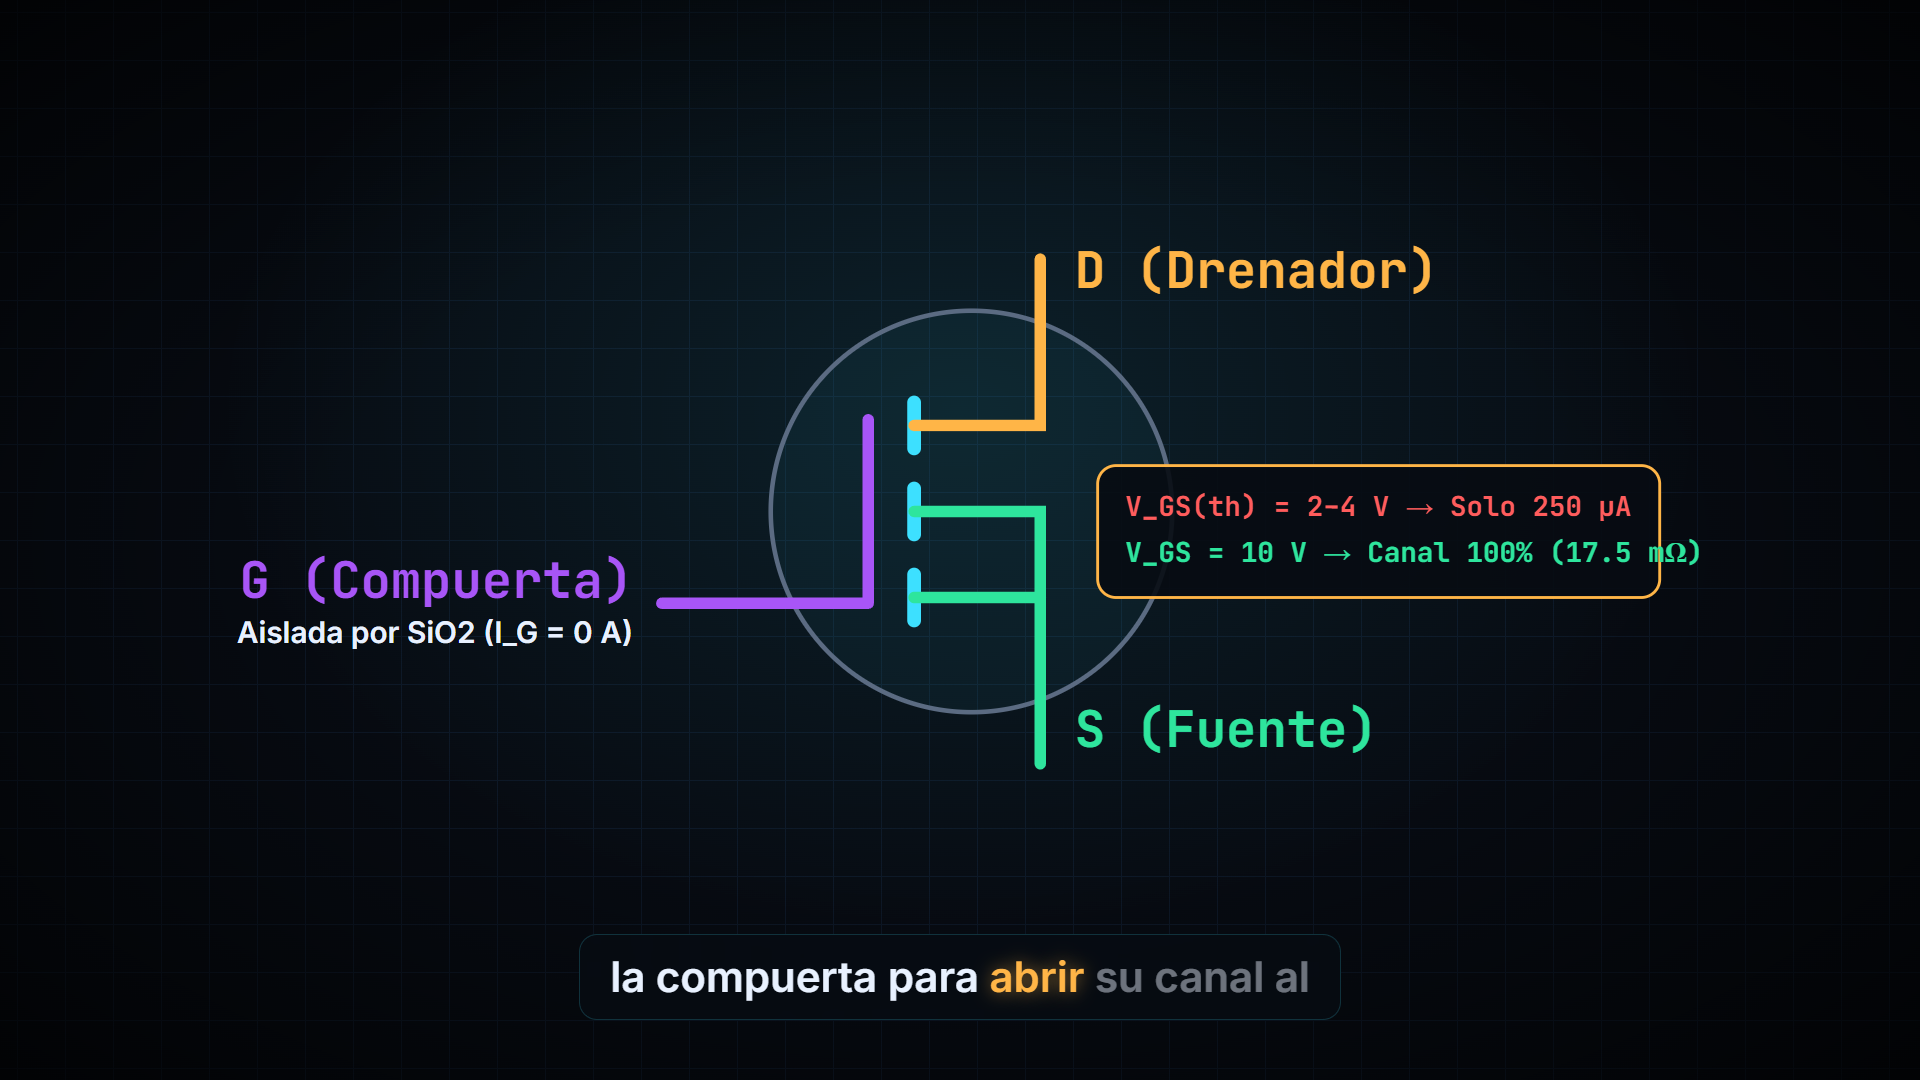 D (Drenador)
V_GS(th) = 2–4 V → Solo 250 µA
V_GS = 10 V → Canal 100% (17.5 mΩ)
G (Compuerta)
Aislada por SiO2 (I_G = 0 A)
S (Fuente)
la compuerta para abrir su canal al